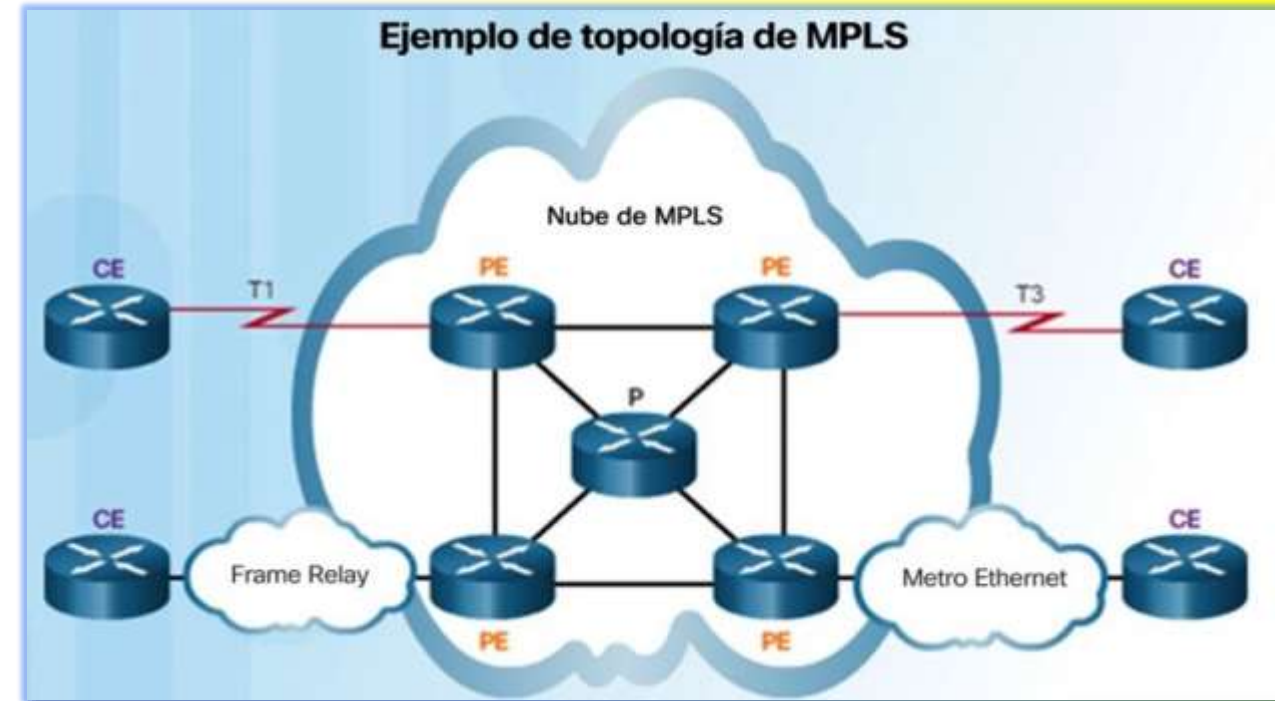 Ejemplo de topología de MPLS
Nube de MPLS
CE
T1
PE
PE
T3
CE
P
CE
Frame Relay
PE
PE
Metro Ethernet
CE